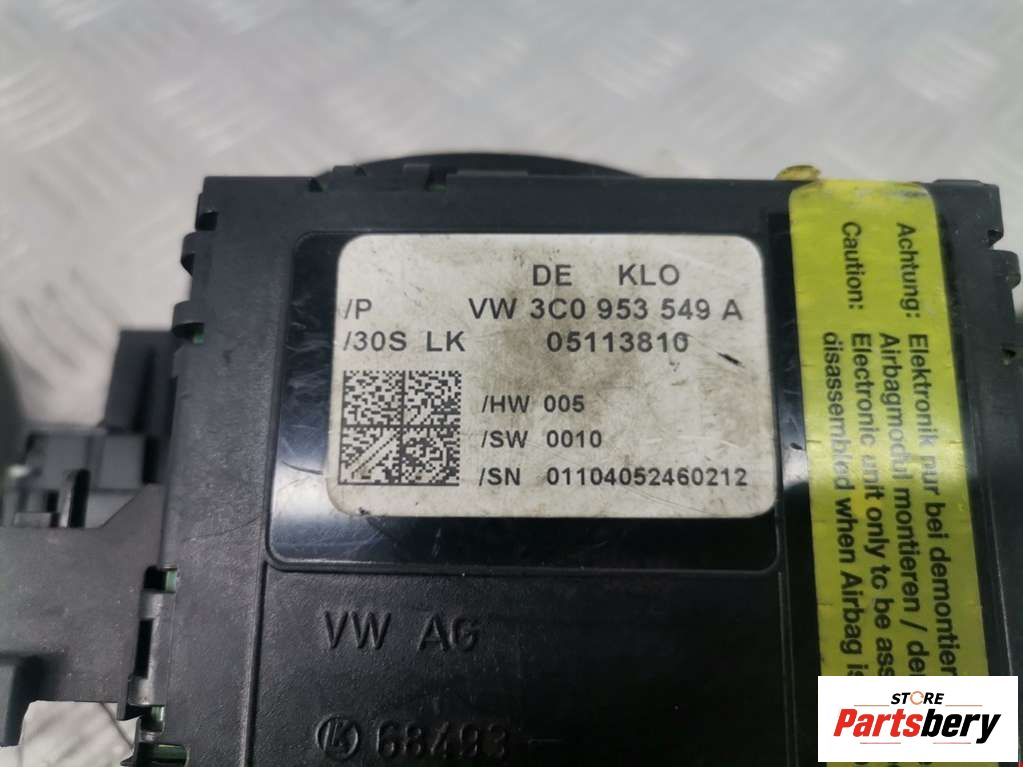 DE KLO
/P VW 3C0 953 549 A
/30S LK 05113810
/HW 005
/SW 0010
/SN 01104052460212
VW AG
LK 68493
Achtung: Elektronik nur bei demontier
Airbagmodul montieren / de
Caution: Electronic unit only to be ass
disassembled when Airbag is
STORE
Partsbery